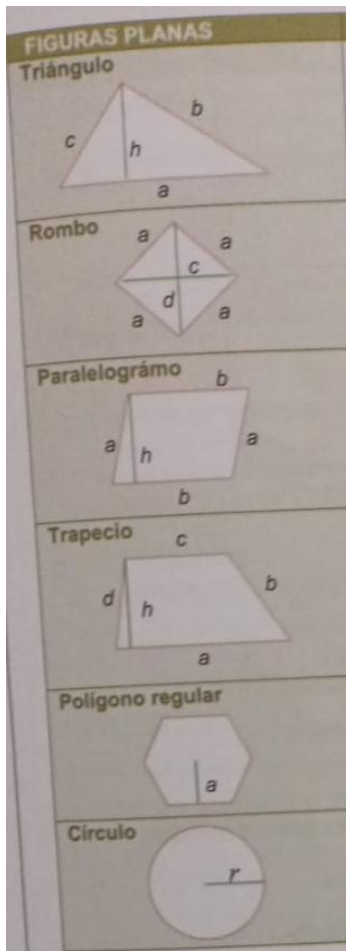 FIGURAS PLANAS
Triángulo
b
c
h
a
Rombo
a
a
c
d
a
a
Paralelográmo
b
a
h
a
b
Trapecio
c
d
h
b
a
Polígono regular
a
Círculo
r